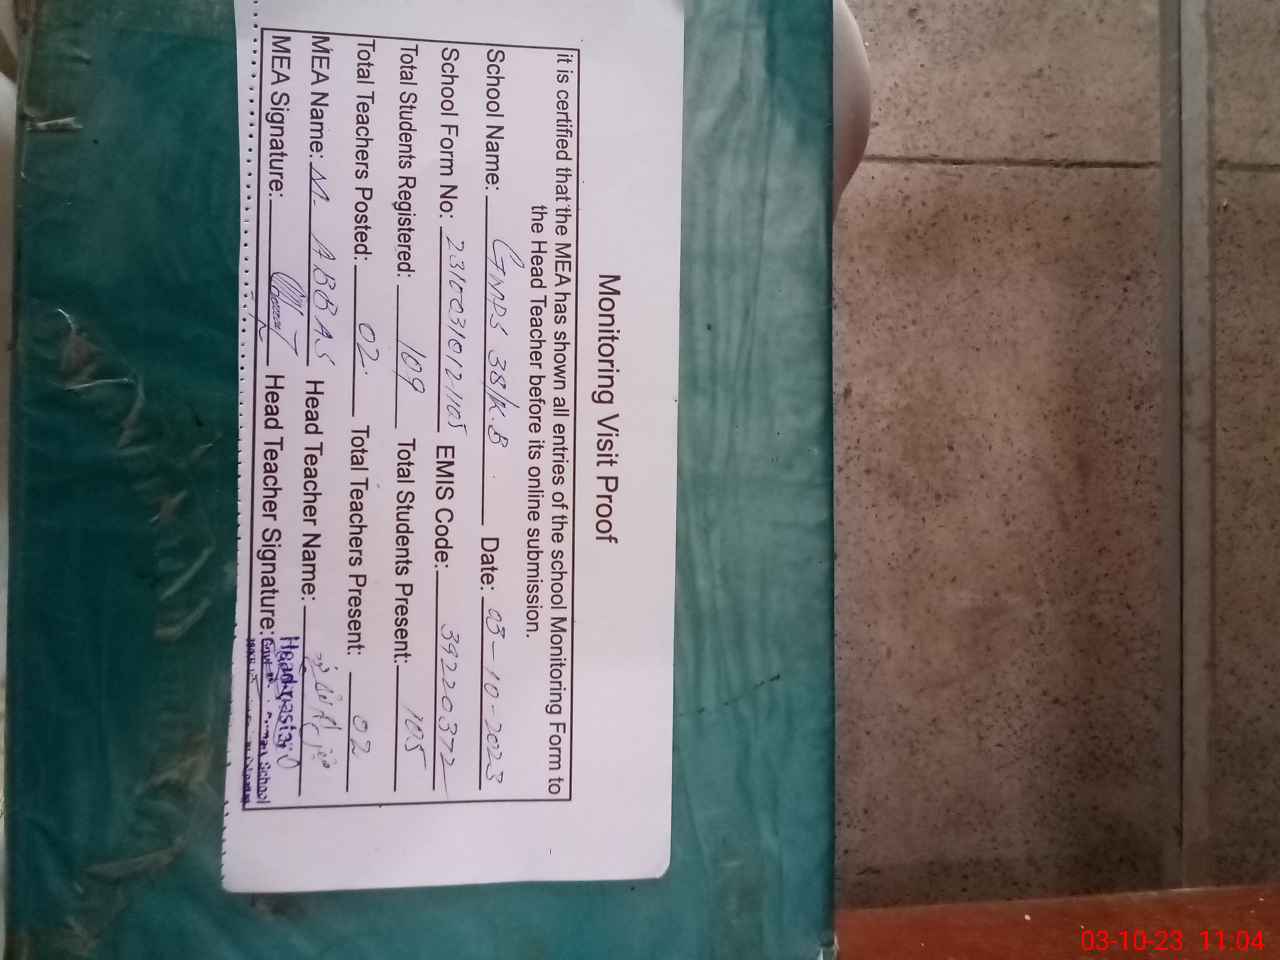 Monitoring Visit Proof
it is certified that the MEA has shown all entries of the school Monitoring Form to
the Head Teacher before its online submission.
School Name: GMPS 38/K.B Date: 03-10-2023
School Form No: 23100310121105 EMIS Code: 39220372
Total Students Registered: 109 Total Students Present: 105
Total Teachers Posted: 02 Total Teachers Present: 02
MEA Name: M. ABBAS Head Teacher Name:
MEA Signature: Head Teacher Signature:
Headmaster
School
03-10-23 11:04